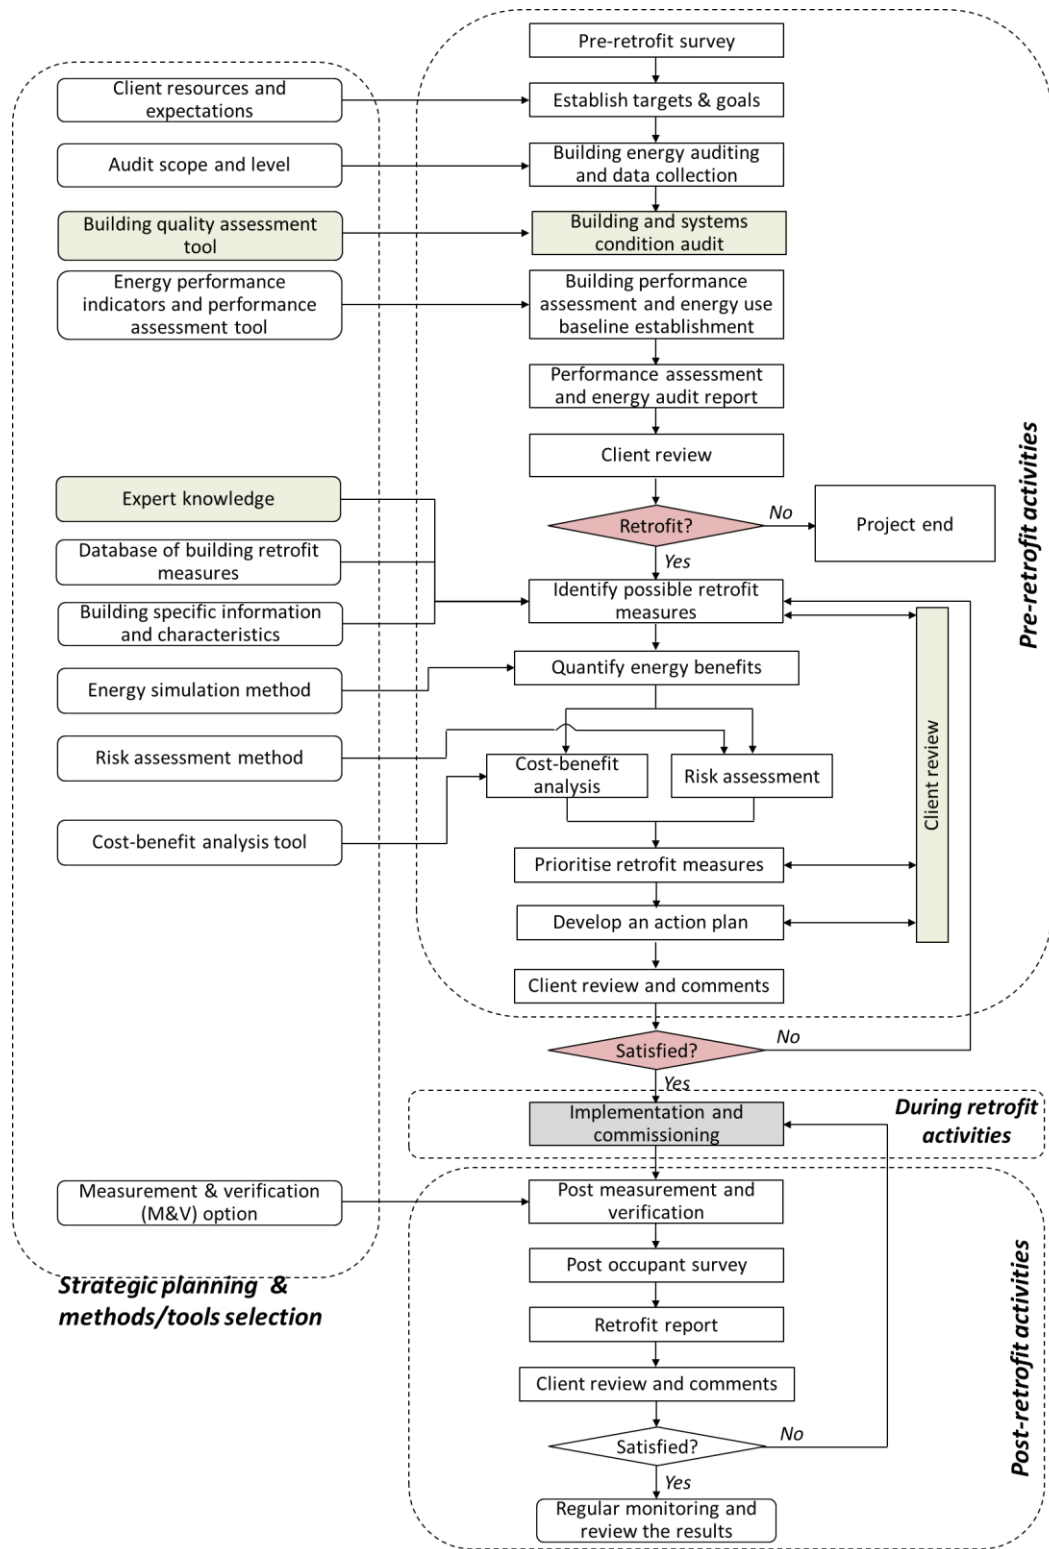 Pre-retrofit survey
Client resources and
expectations
Establish targets & goals
Audit scope and level
Building energy auditing
and data collection
Building quality assessment
tool
Building and systems
condition audit
Energy performance
indicators and performance
assessment tool
Building performance
assessment and energy use
baseline establishment
Performance assessment
and energy audit report
Client review
Expert knowledge
Retrofit?
No
Project end
Yes
Database of building retrofit
measures
Identify possible retrofit
measures
Building specific information
and characteristics
Quantify energy benefits
Energy simulation method
Risk assessment method
Cost-benefit
analysis
Risk assessment
Client review
Cost-benefit analysis tool
Prioritise retrofit measures
Develop an action plan
Client review and comments
Pre-retrofit activities
Satisfied?
No
Yes
Implementation and
commissioning
During retrofit
activities
Measurement & verification
(M&V) option
Post measurement and
verification
Strategic planning &
methods/tools selection
Post occupant survey
Retrofit report
Client review and comments
Satisfied?
No
Yes
Regular monitoring and
review the results
Post-retrofit activities